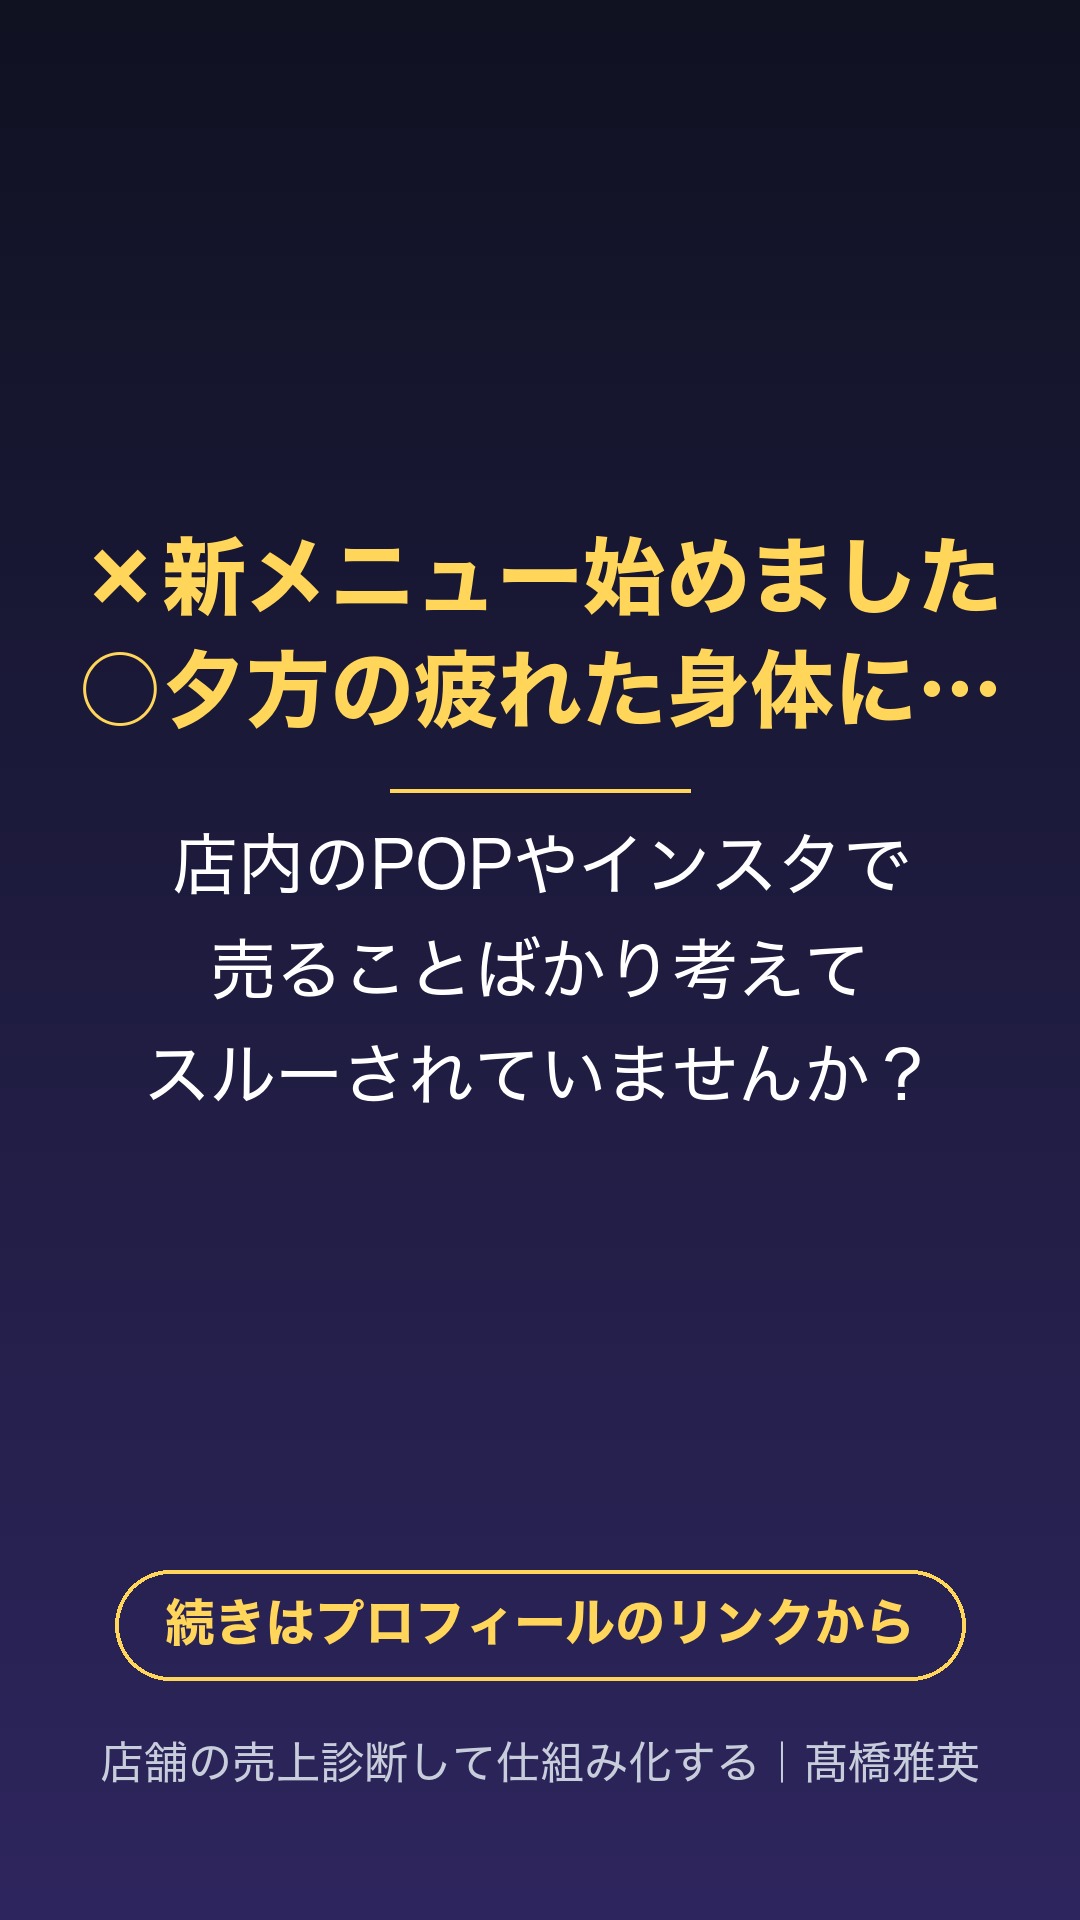 ×新メニュー始めました
◯夕方の疲れた身体に…
店内のPOPやインスタで
売ることばかり考えて
スルーされていませんか？
続きはプロフィールのリンクから
店舗の売上診断して仕組み化する｜髙橋雅英